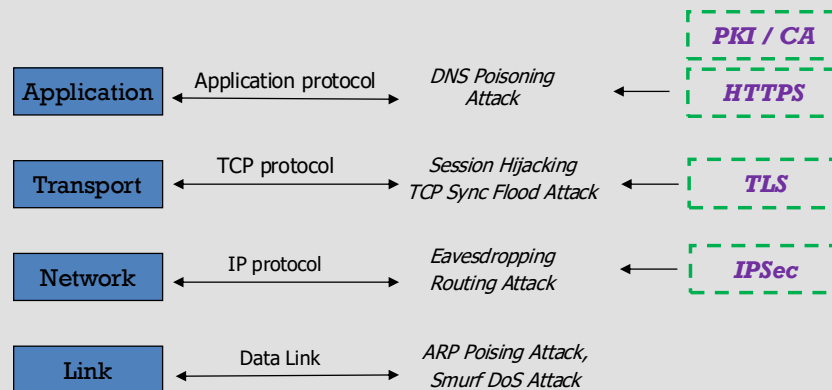 PKI / CA
Application
Application protocol
DNS Poisoning
Attack
HTTPS
Transport
TCP protocol
Session Hijacking
TCP Sync Flood Attack
TLS
Network
IP protocol
Eavesdropping
Routing Attack
IPSec
Link
Data Link
ARP Poising Attack,
Smurf DoS Attack